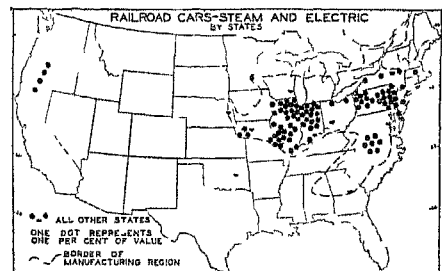 RAILROAD CARS-STEAM AND ELECTRIC
BY STATES
ALL OTHER STATES
ONE DOT REPRESENTS
ONE PER CENT OF VALUE
BORDER OF
MANUFACTURING REGION